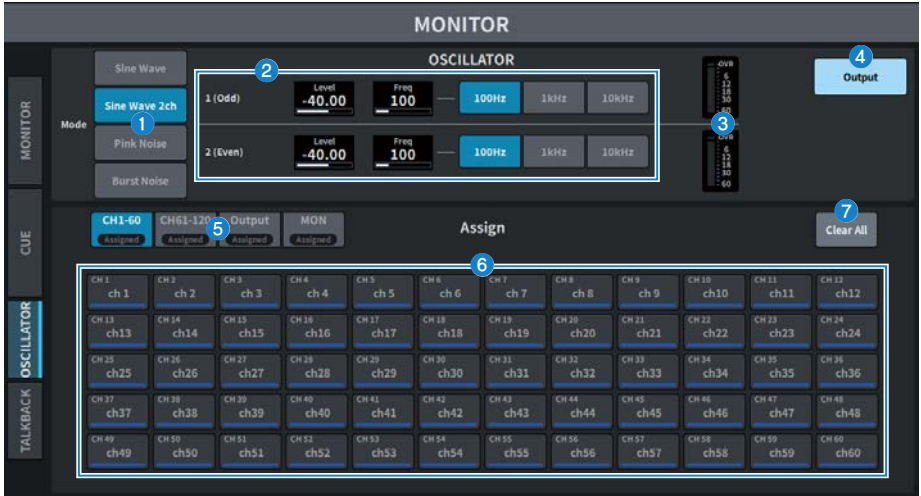 MONITOR
OSCILLATOR
MONITOR
CUE
OSCILLATOR
TALKBACK
Mode
Sine Wave
Sine Wave 2ch
1
Pink Noise
Burst Noise
2
1 (Odd)
Level
-40.00
Freq
100
100Hz
1kHz
10kHz
2 (Even)
Level
-40.00
Freq
100
100Hz
1kHz
10kHz
OVR
6
12
18
30
60
3
OVR
6
12
18
30
60
4
Output
CH1-60
Assigned
CH61-120
Assigned
5
Output
Assigned
MON
Assigned
Assign
7
Clear All
6
CH 1 CH 2 CH 3 CH 4 CH 5 CH 6 CH 7 CH 8 CH 9 CH 10 CH 11 CH 12
ch 1 ch 2 ch 3 ch 4 ch 5 ch 6 ch 7 ch 8 ch 9 ch10 ch11 ch12
CH 13 CH 14 CH 15 CH 16 CH 17 CH 18 CH 19 CH 20 CH 21 CH 22 CH 23 CH 24
ch13 ch14 ch15 ch16 ch17 ch18 ch19 ch20 ch21 ch22 ch23 ch24
CH 25 CH 26 CH 27 CH 28 CH 29 CH 30 CH 31 CH 32 CH 33 CH 34 CH 35 CH 36
ch25 ch26 ch27 ch28 ch29 ch30 ch31 ch32 ch33 ch34 ch35 ch36
CH 37 CH 38 CH 39 CH 40 CH 41 CH 42 CH 43 CH 44 CH 45 CH 46 CH 47 CH 48
ch37 ch38 ch39 ch40 ch41 ch42 ch43 ch44 ch45 ch46 ch47 ch48
CH 49 CH 50 CH 51 CH 52 CH 53 CH 54 CH 55 CH 56 CH 57 CH 58 CH 59 CH 60
ch49 ch50 ch51 ch52 ch53 ch54 ch55 ch56 ch57 ch58 ch59 ch60